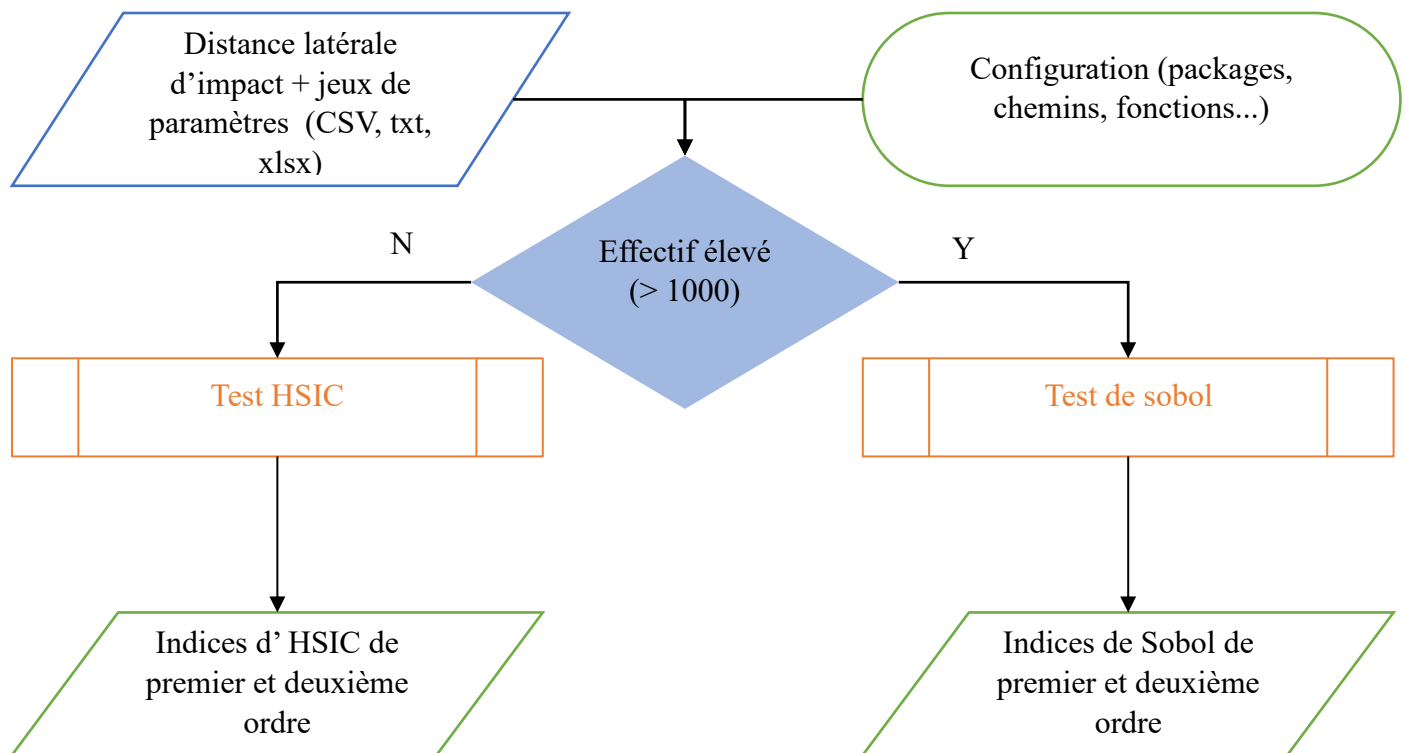 Distance latérale
d’impact + jeux de
paramètres (CSV, txt,
xlsx)
Configuration (packages,
chemins, fonctions...)
N
Effectif élevé
(> 1000)
Y
Test HSIC
Test de sobol
Indices d’ HSIC de
premier et deuxième
ordre
Indices de Sobol de
premier et deuxième
ordre